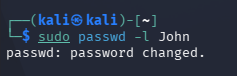 ┌──(kali㉿kali)-[~]
└─$ sudo passwd -l John
passwd: password changed.